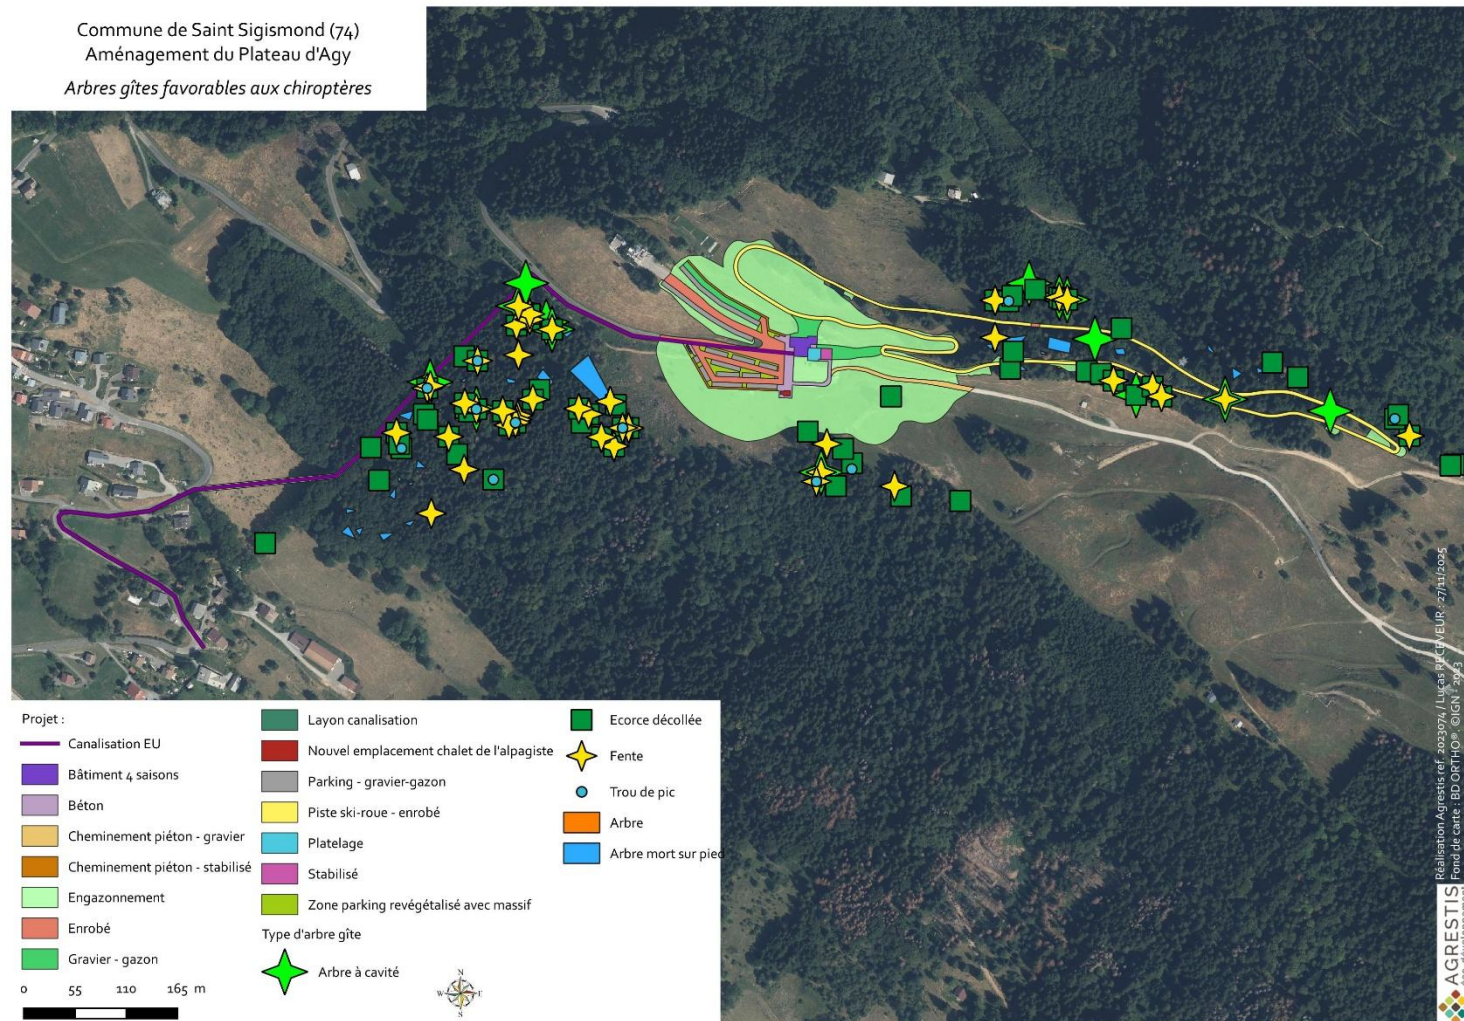 Commune de Saint Sigismond (74)
Aménagement du Plateau d'Agy
Arbres gîtes favorables aux chiroptères
Projet :
Canalisation EU
Bâtiment 4 saisons
Béton
Cheminement piéton - gravier
Cheminement piéton - stabilisé
Engazonnement
Enrobé
Gravier - gazon
0 55 110 165 m
Layon canalisation
Nouvel emplacement chalet de l'alpagiste
Parking - gravier-gazon
Piste ski-roue - enrobé
Platelage
Stabilisé
Zone parking revégétalisé avec massif
Type d'arbre gîte
Arbre à cavité
N
W E
S
Ecorce décollée
Fente
Trou de pic
Arbre
Arbre mort sur pied
Réalisation Agrestis ref. 2023074 / Lucas RECEVEUR : 27/11/2025
Fond de carte : BD ORTHO®, ©IGN - 2023
AGRESTIS